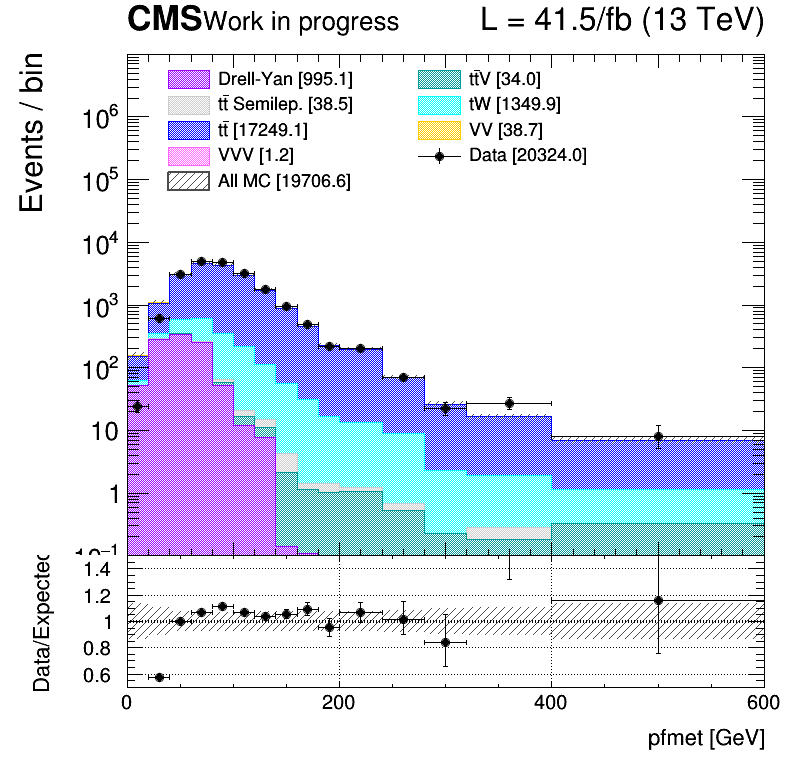 CMS Work in progress L = 41.5/fb (13 TeV)
Drell-Yan [995.1] tt̄V [34.0]
tt̄ Semilep. [38.5] tW [1349.9]
tt̄ [17249.1] VV [38.7]
VVV [1.2] Data [20324.0]
All MC [19706.6]
Events / bin
10⁶
10⁵
10⁴
10³
10²
10
1
10⁻¹
Data/Expected
1.4
1.2
1
0.8
0.6
0 200 400 600
pfmet [GeV]